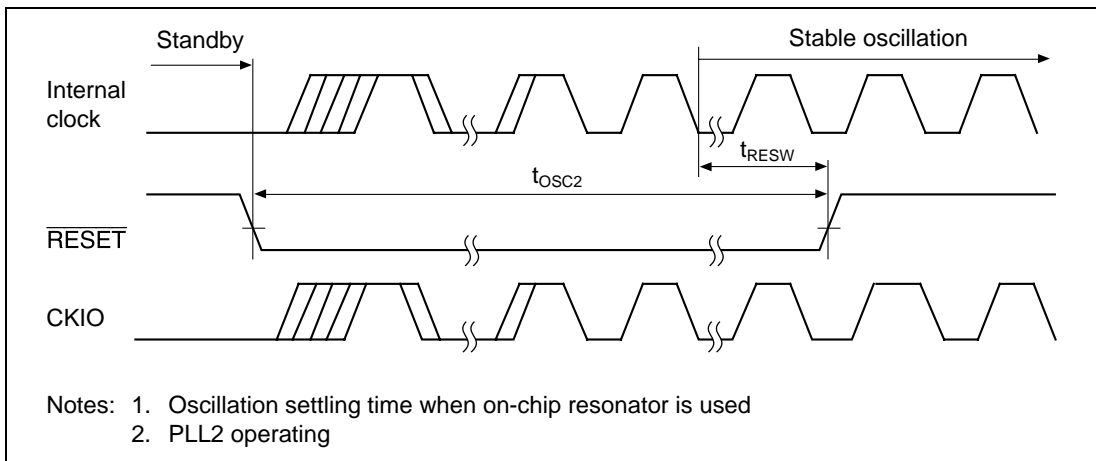 Standby
Stable oscillation
Internal
clock
tRESW
tOSC2
RESET
CKIO
Notes: 1. Oscillation settling time when on-chip resonator is used
2. PLL2 operating